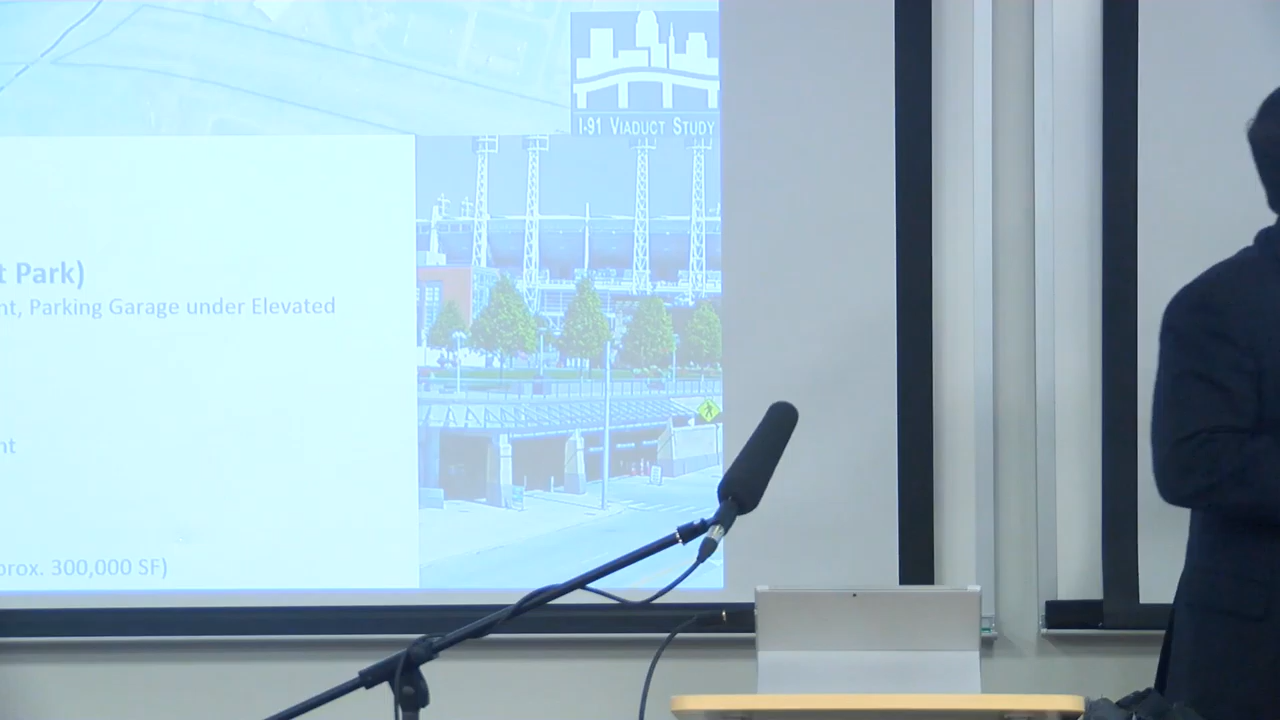 I-91 VIADUCT STUDY
t Park)
nt, Parking Garage under Elevated
nt
prox. 300,000 SF)